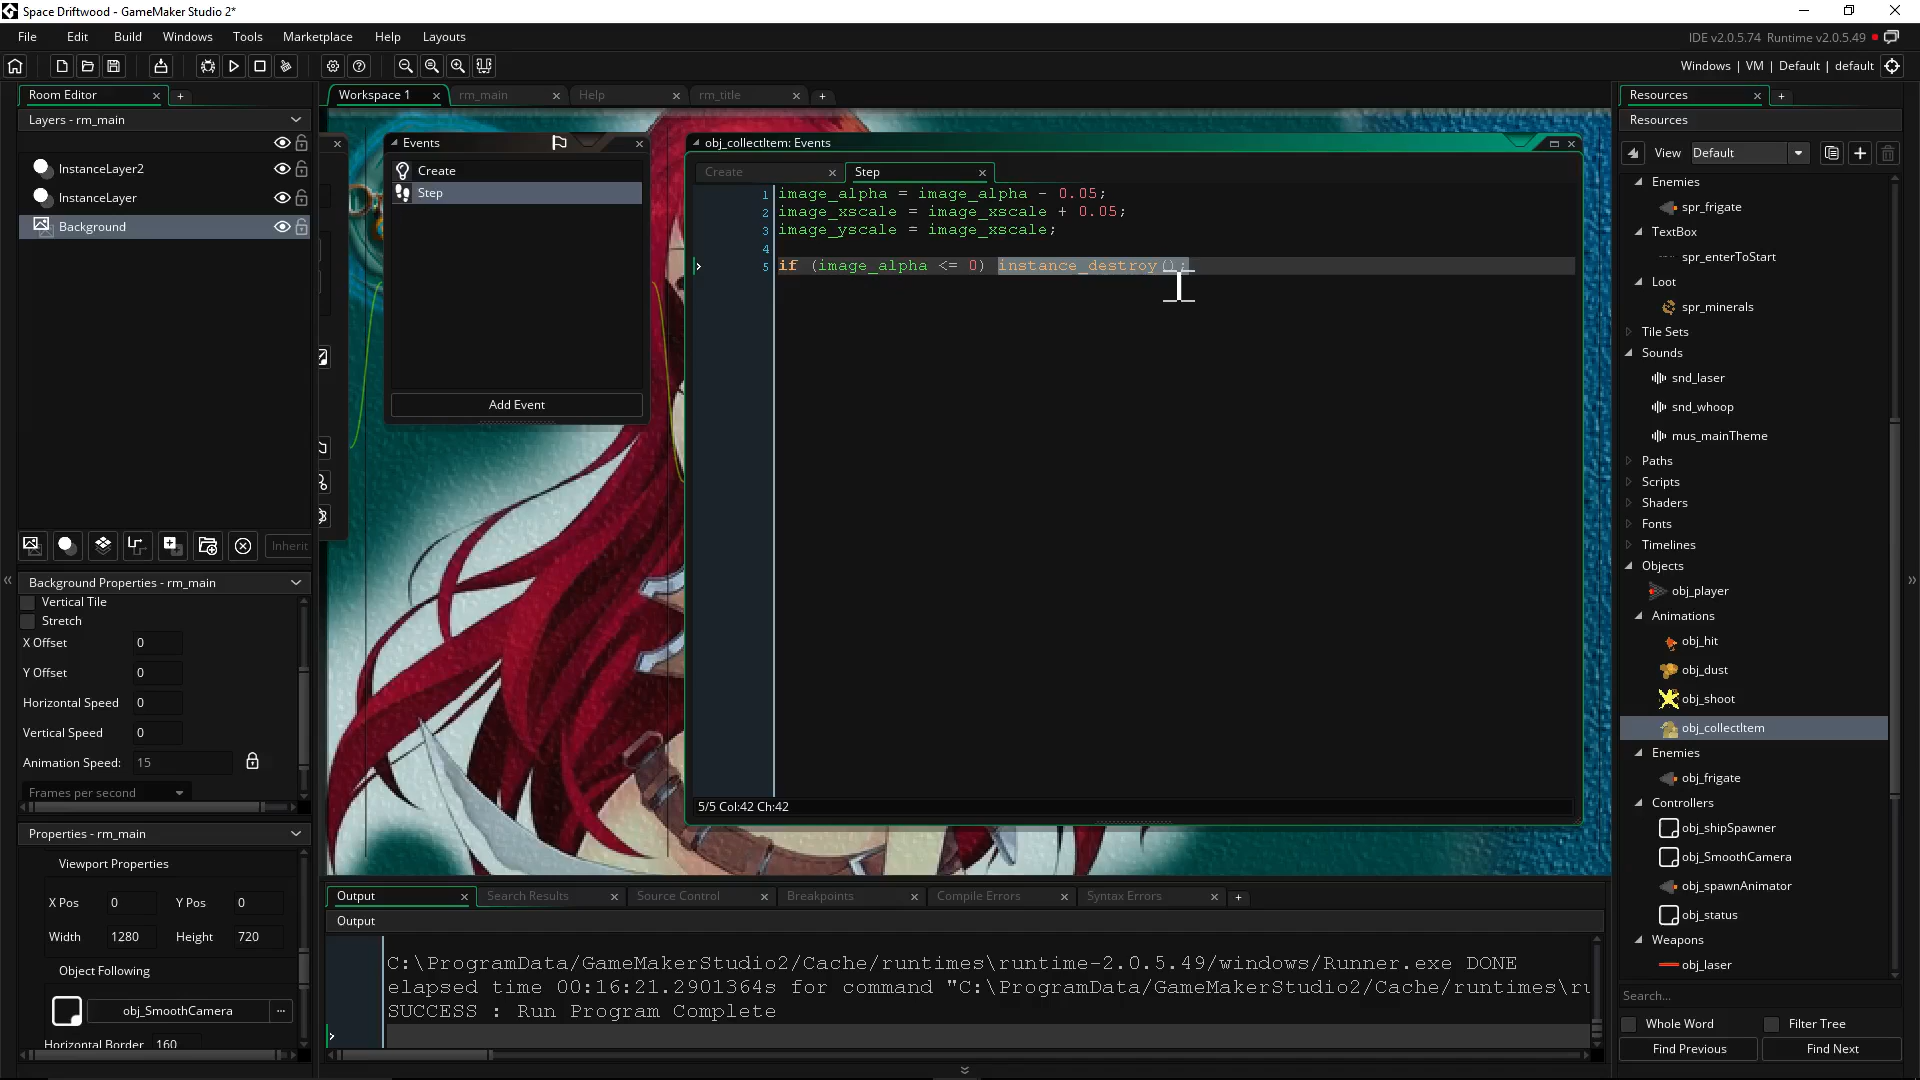 Space Driftwood - GameMaker Studio 2*
File Edit Build Windows Tools Marketplace Help Layouts
IDE v2.0.5.74 Runtime v2.0.5.49
Windows | VM | Default | default
Room Editor
Layers - rm_main
InstanceLayer2
InstanceLayer
Background
Inherit
Background Properties - rm_main
Vertical Tile
Stretch
X Offset 0
Y Offset 0
Horizontal Speed 0
Vertical Speed 0
Animation Speed: 15
Frames per second
Properties - rm_main
Viewport Properties
X Pos 0 Y Pos 0
Width 1280 Height 720
Object Following
obj_SmoothCamera ...
Horizontal Border 160
Workspace 1 rm_main Help rm_title
Events
Create
Step
Add Event
obj_collectItem: Events
Create Step
1 image_alpha = image_alpha - 0.05;
2 image_xscale = image_xscale + 0.05;
3 image_yscale = image_xscale;
4
5 if (image_alpha <= 0) instance_destroy();
5/5 Col:42 Ch:42
Output Search Results Source Control Breakpoints Compile Errors Syntax Errors
Output
C:\ProgramData/GameMakerStudio2/Cache/runtimes\runtime-2.0.5.49/windows/Runner.exe DONE
elapsed time 00:16:21.2901364s for command "C:\ProgramData/GameMakerStudio2/Cache/runtimes\ru
SUCCESS : Run Program Complete
Resources
Resources
View Default
Enemies
spr_frigate
TextBox
spr_enterToStart
Loot
spr_minerals
Tile Sets
Sounds
snd_laser
snd_whoop
mus_mainTheme
Paths
Scripts
Shaders
Fonts
Timelines
Objects
obj_player
Animations
obj_hit
obj_dust
obj_shoot
obj_collectItem
Enemies
obj_frigate
Controllers
obj_shipSpawner
obj_SmoothCamera
obj_spawnAnimator
obj_status
Weapons
obj_laser
Search...
Whole Word Filter Tree
Find Previous Find Next